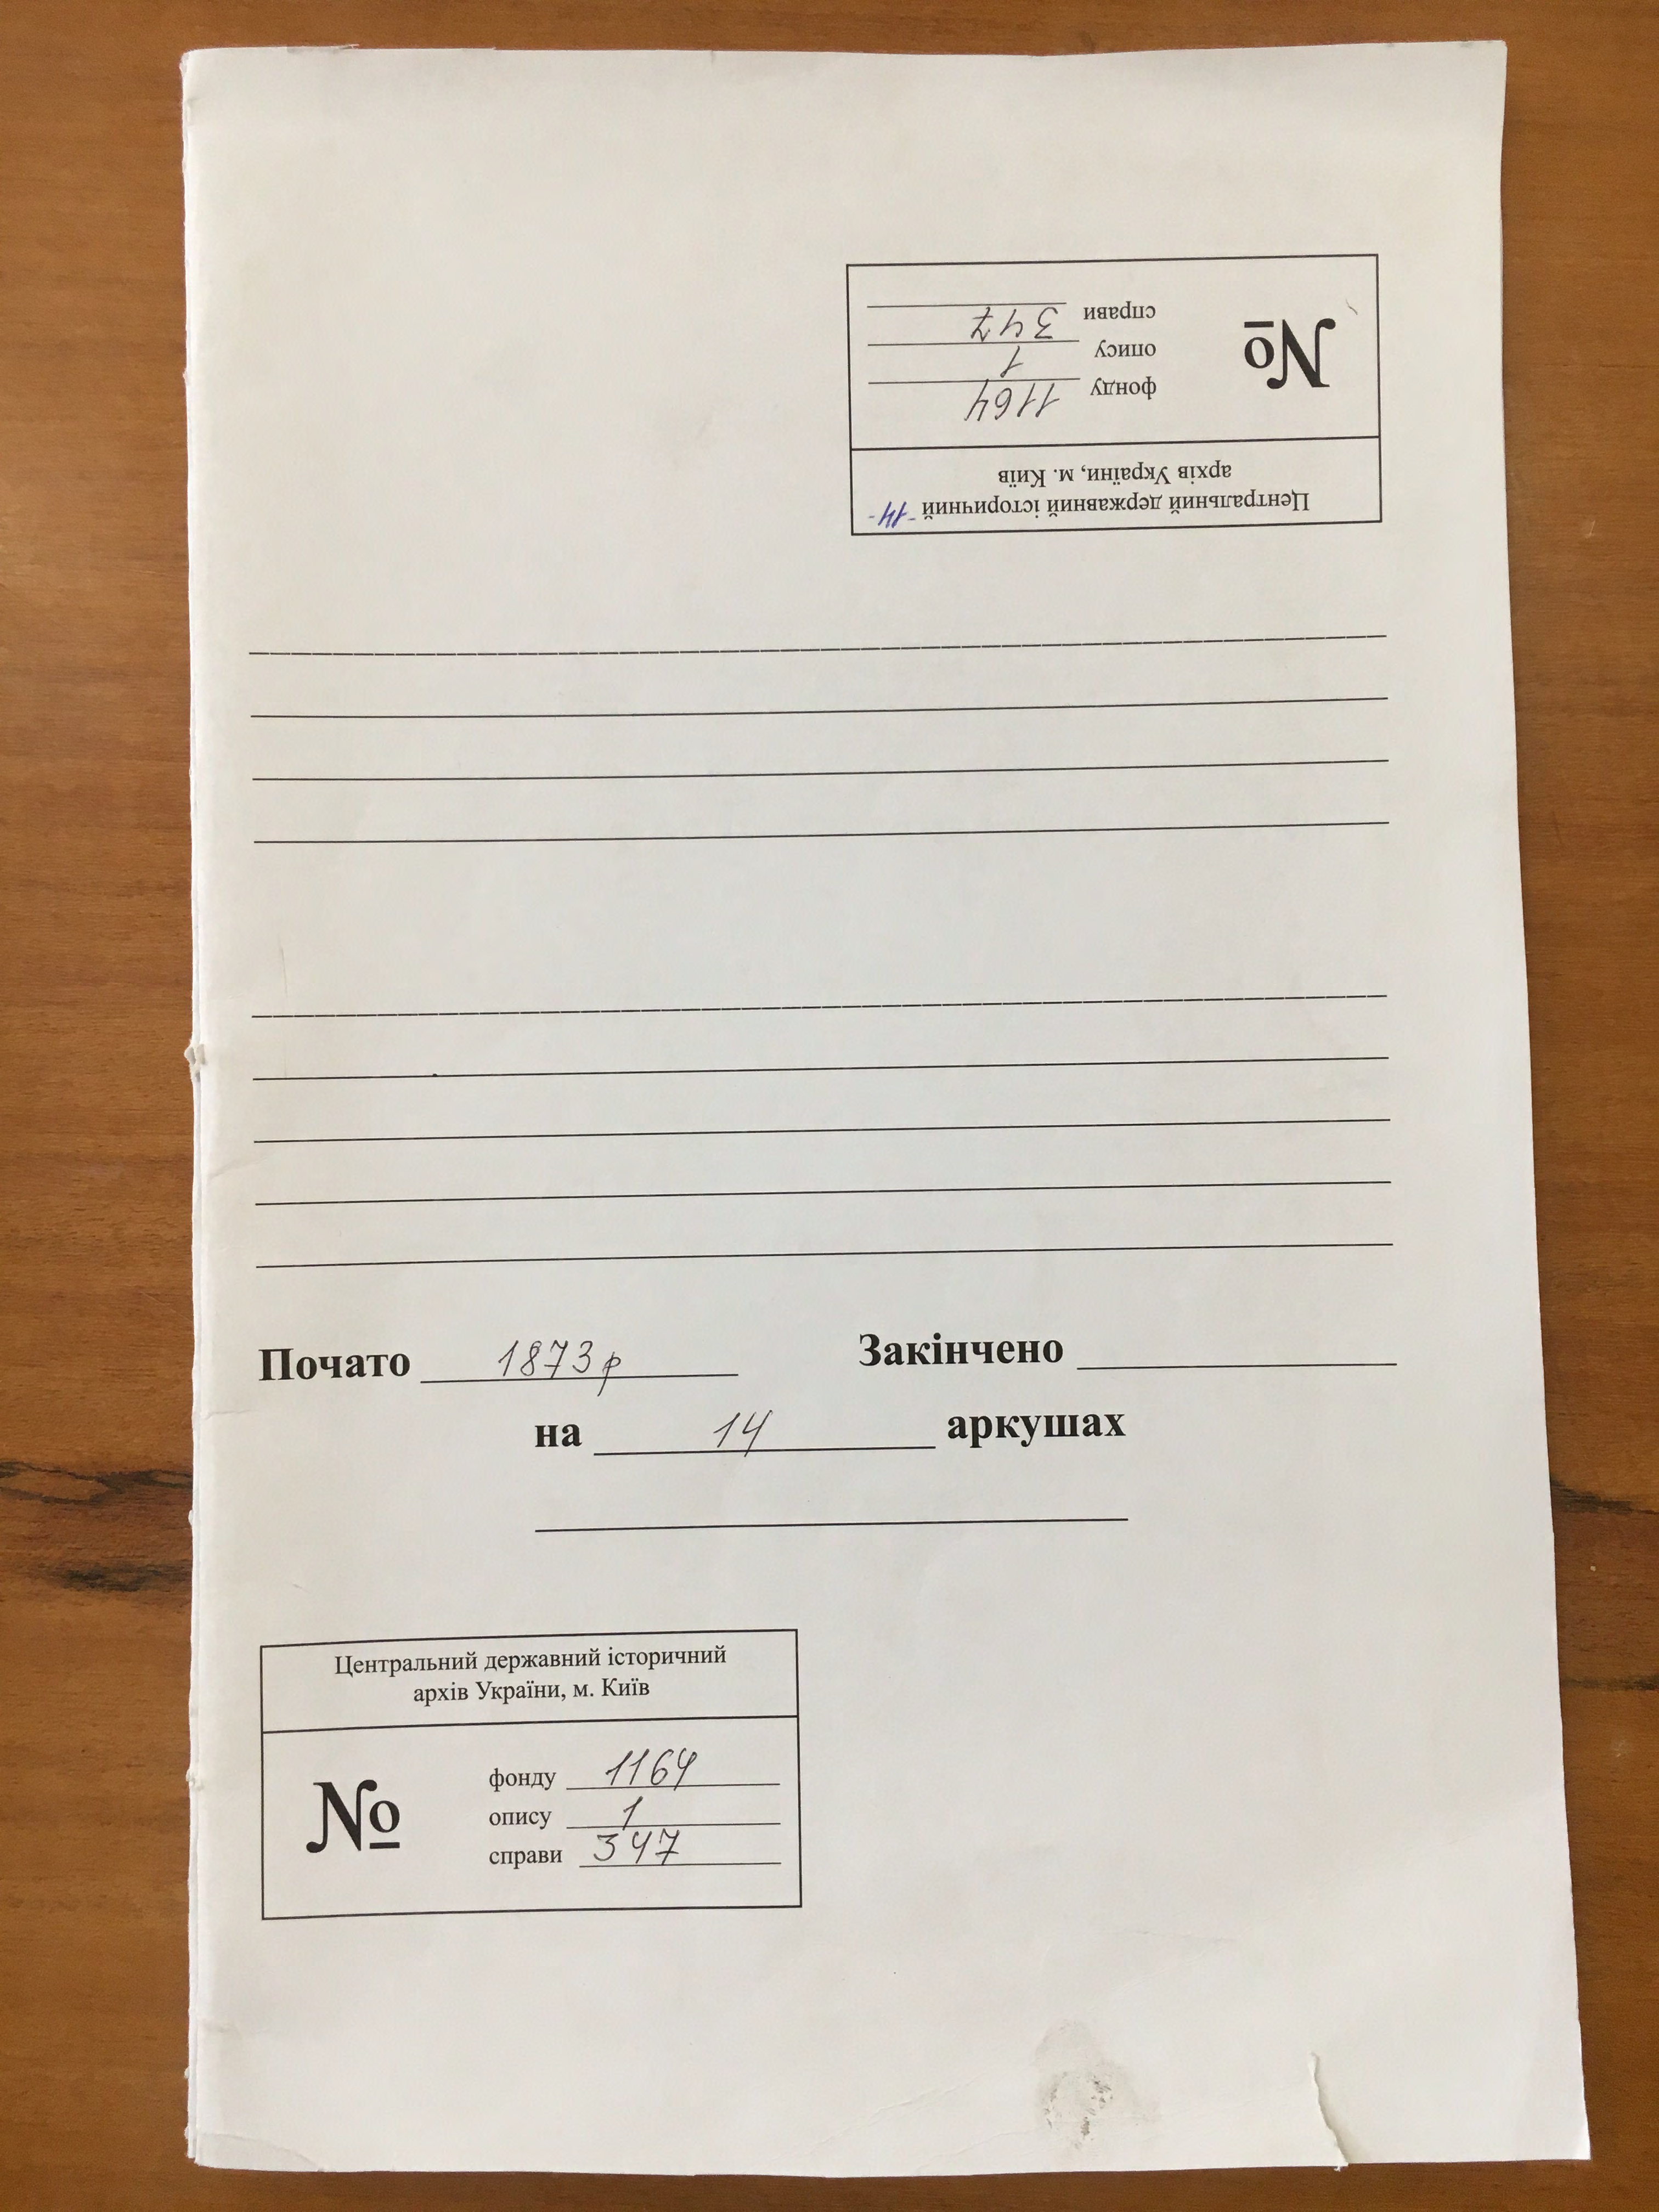 Центральний державний історичний -14-
архів України, м. Київ
№
фонду 1164
опису 1
справи 347
Почато 1873 р Закінчено
на 14 аркушах
Центральний державний історичний
архів України, м. Київ
№
фонду 1164
опису 1
справи 347